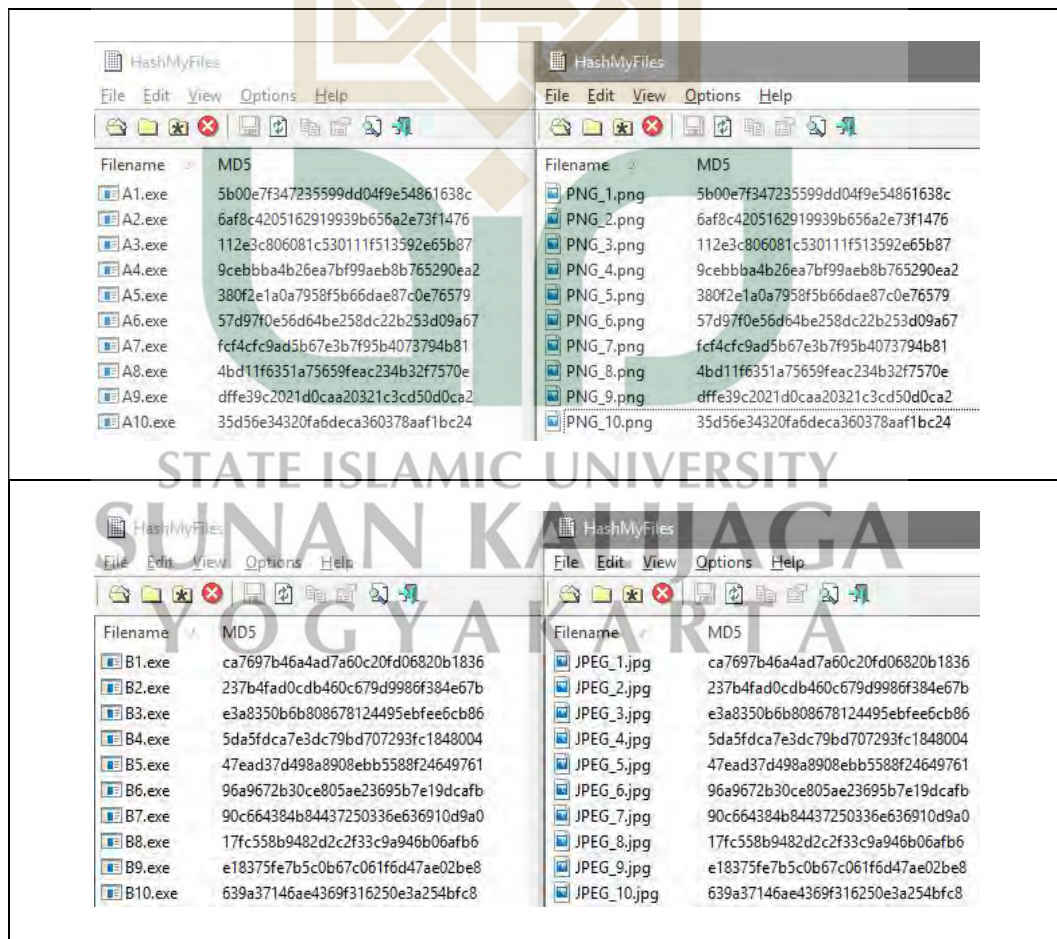 HashMyFiles
File Edit View Options Help
Filename MD5
A1.exe 5b00e7f347235599dd04f9e54861638c
A2.exe 6af8c4205162919939b656a2e73f1476
A3.exe 112e3c806081c530111f513592e65b87
A4.exe 9cebbba4b26ea7bf99aeb8b765290ea2
A5.exe 380f2e1a0a7958f5b66dae87c0e76579
A6.exe 57d97f0e56d64be258dc22b253d09a67
A7.exe fcf4cfc9ad5b67e3b7f95b4073794b81
A8.exe 4bd11f6351a75659feac234b32f7570e
A9.exe dffe39c2021d0caa20321c3cd50d0ca2
A10.exe 35d56e34320fa6deca360378aaf1bc24
HashMyFiles
File Edit View Options Help
Filename MD5
PNG_1.png 5b00e7f347235599dd04f9e54861638c
PNG_2.png 6af8c4205162919939b656a2e73f1476
PNG_3.png 112e3c806081c530111f513592e65b87
PNG_4.png 9cebbba4b26ea7bf99aeb8b765290ea2
PNG_5.png 380f2e1a0a7958f5b66dae87c0e76579
PNG_6.png 57d97f0e56d64be258dc22b253d09a67
PNG_7.png fcf4cfc9ad5b67e3b7f95b4073794b81
PNG_8.png 4bd11f6351a75659feac234b32f7570e
PNG_9.png dffe39c2021d0caa20321c3cd50d0ca2
PNG_10.png 35d56e34320fa6deca360378aaf1bc24
STATE ISLAMIC UNIVERSITY
SUNAN KALIJAGA
YOGYAKARTA
HashMyFiles
File Edit View Options Help
Filename MD5
B1.exe ca7697b46a4ad7a60c20fd06820b1836
B2.exe 237b4fad0cdb460c679d9986f384e67b
B3.exe e3a8350b6b808678124495ebfee6cb86
B4.exe 5da5fdca7e3dc79bd707293fc1848004
B5.exe 47ead37d498a8908ebb5588f24649761
B6.exe 96a9672b30ce805ae23695b7e19dcafb
B7.exe 90c664384b84437250336e636910d9a0
B8.exe 17fc558b9482d2c2f33c9a946b06afb6
B9.exe e18375fe7b5c0b67c061f6d47ae02be8
B10.exe 639a37146ae4369f316250e3a254bfc8
HashMyFiles
File Edit View Options Help
Filename MD5
JPEG_1.jpg ca7697b46a4ad7a60c20fd06820b1836
JPEG_2.jpg 237b4fad0cdb460c679d9986f384e67b
JPEG_3.jpg e3a8350b6b808678124495ebfee6cb86
JPEG_4.jpg 5da5fdca7e3dc79bd707293fc1848004
JPEG_5.jpg 47ead37d498a8908ebb5588f24649761
JPEG_6.jpg 96a9672b30ce805ae23695b7e19dcafb
JPEG_7.jpg 90c664384b84437250336e636910d9a0
JPEG_8.jpg 17fc558b9482d2c2f33c9a946b06afb6
JPEG_9.jpg e18375fe7b5c0b67c061f6d47ae02be8
JPEG_10.jpg 639a37146ae4369f316250e3a254bfc8